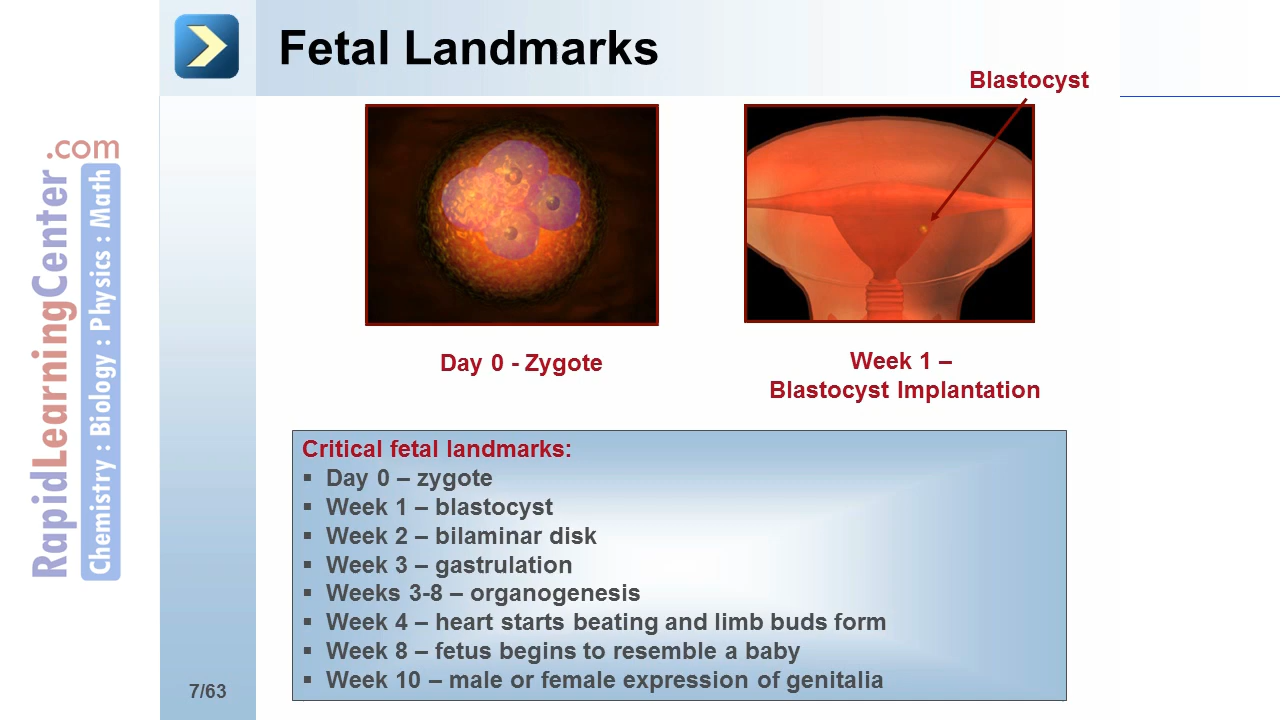 Fetal Landmarks
Blastocyst
RapidLearningCenter.com
Chemistry : Biology : Physics : Math
Day 0 - Zygote
Week 1 –
Blastocyst Implantation
Critical fetal landmarks:
▪ Day 0 – zygote
▪ Week 1 – blastocyst
▪ Week 2 – bilaminar disk
▪ Week 3 – gastrulation
▪ Weeks 3-8 – organogenesis
▪ Week 4 – heart starts beating and limb buds form
▪ Week 8 – fetus begins to resemble a baby
▪ Week 10 – male or female expression of genitalia
7/63